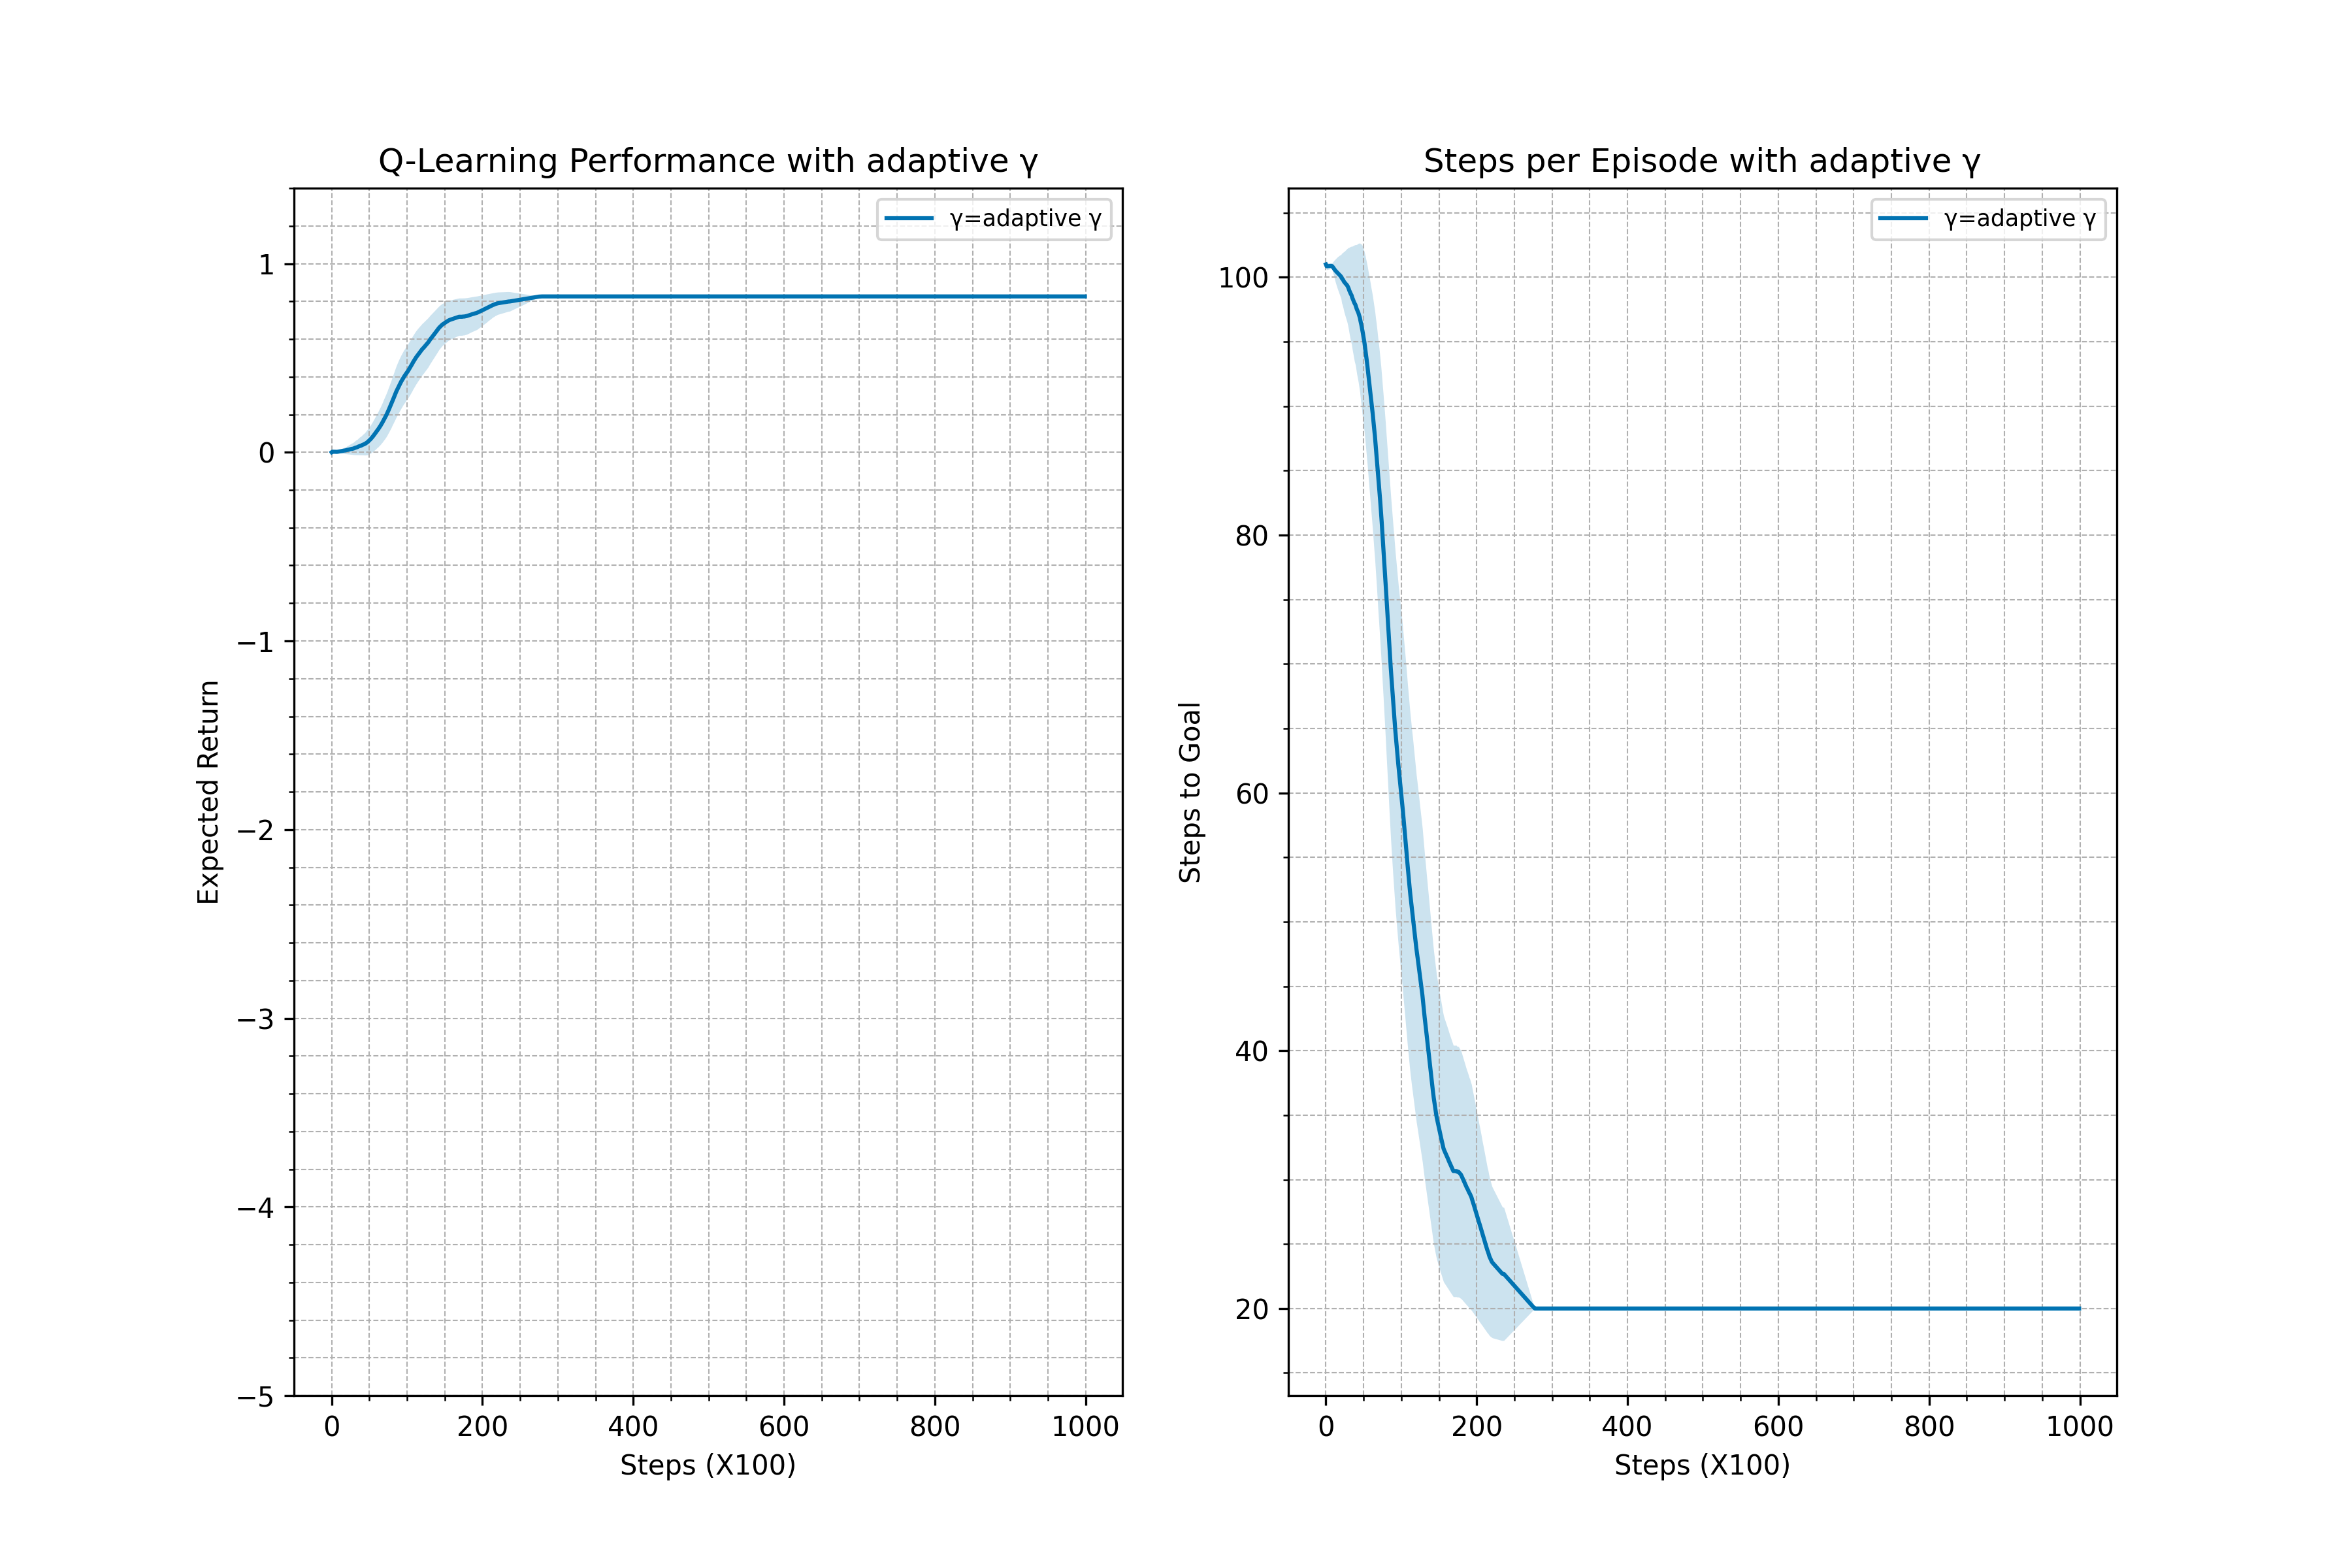 Q-Learning Performance with adaptive γ
γ=adaptive γ
1
0
−1
−2
−3
−4
−5
Expected Return
0 200 400 600 800 1000
Steps (X100)
Steps per Episode with adaptive γ
γ=adaptive γ
100
80
60
40
20
Steps to Goal
0 200 400 600 800 1000
Steps (X100)